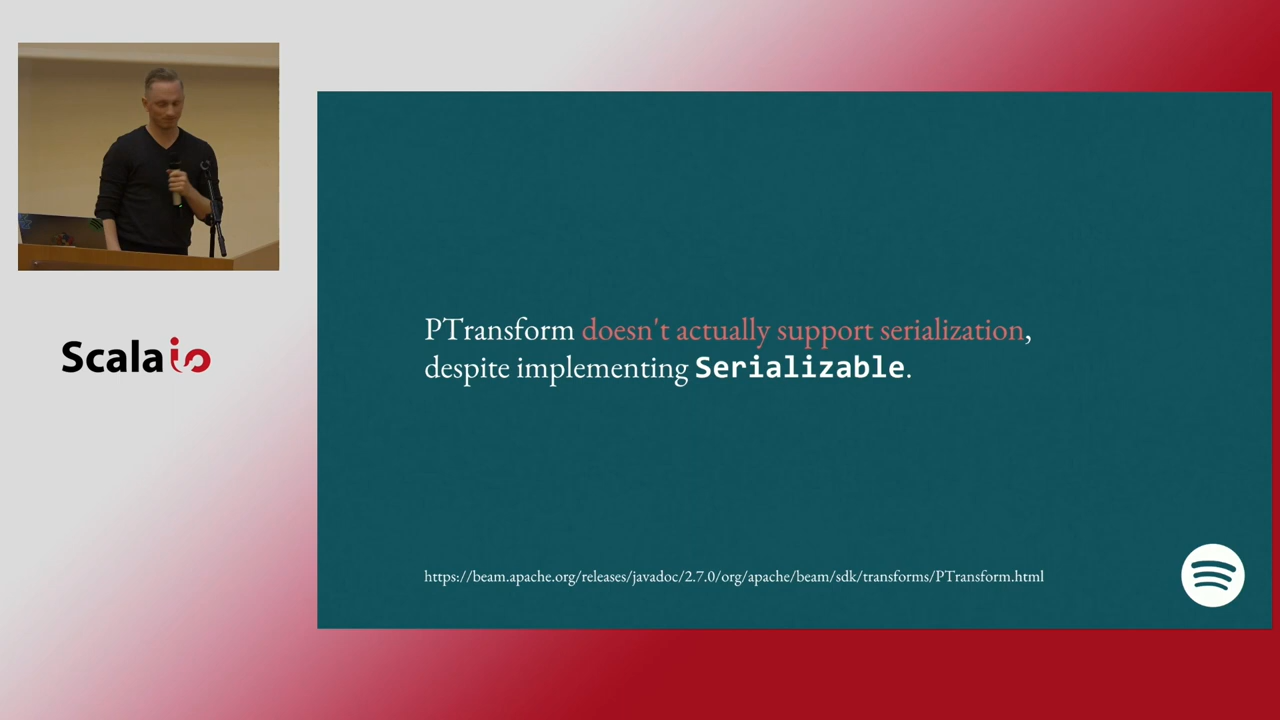 Scala io
PTransform doesn't actually support serialization,
despite implementing Serializable.
https://beam.apache.org/releases/javadoc/2.7.0/org/apache/beam/sdk/transforms/PTransform.html